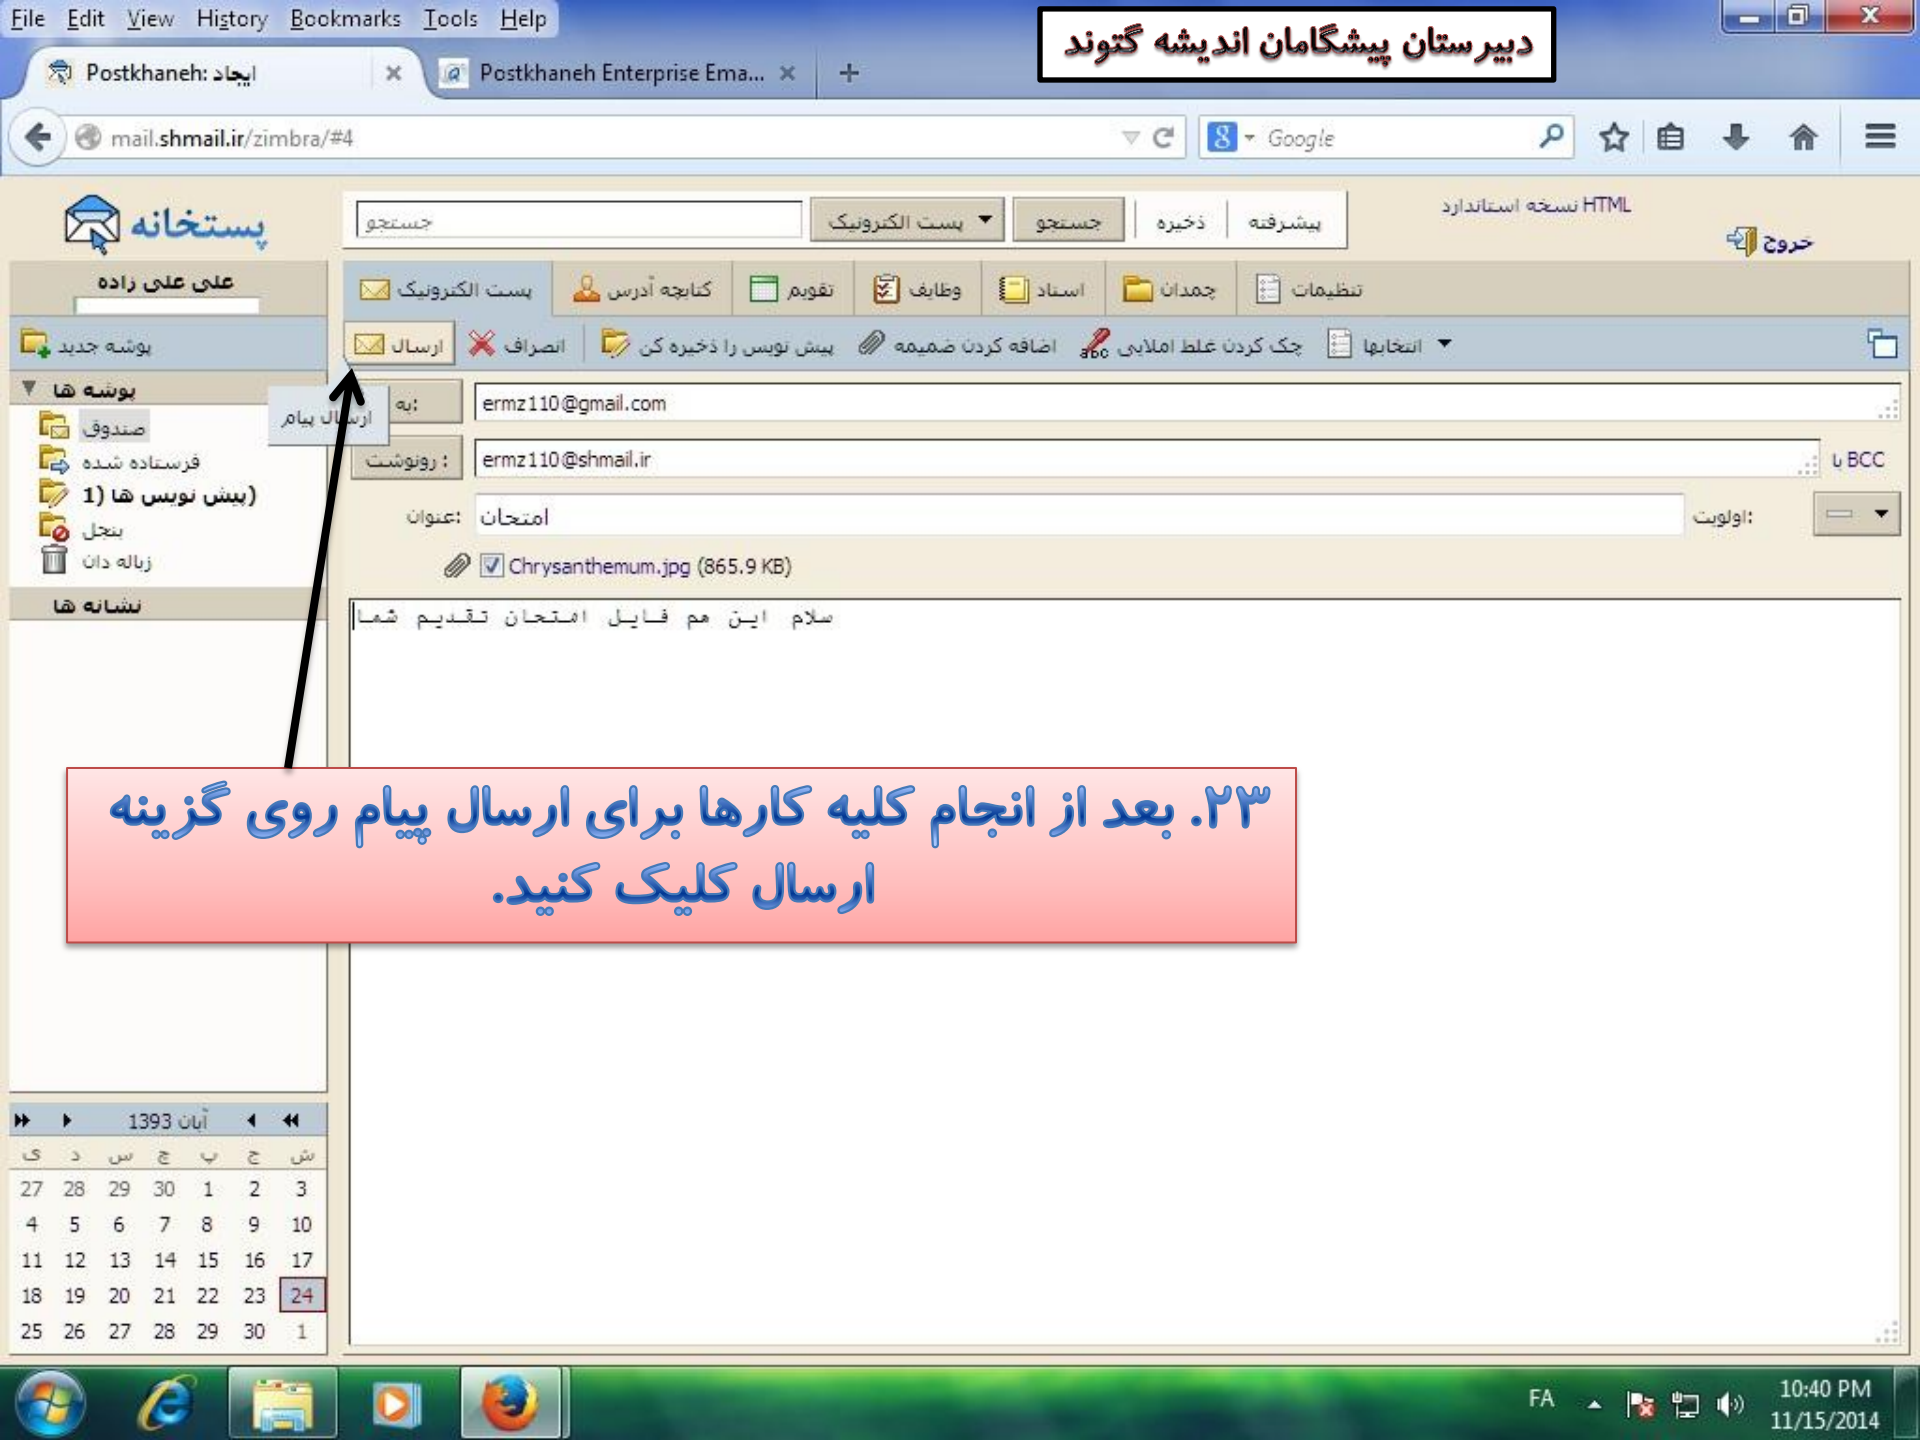 File Edit View History Bookmarks Tools Help
دبیرستان پیشگامان اندیشه گتوند
Postkhaneh: ایجاد
Postkhaneh Enterprise Ema...
mail.shmail.ir/zimbra/#4
Google
پستخانه
جستجو
پست الکترونیک
جستجو
ذخیره
پیشرفته
HTML نسخه استاندارد
خروج
علی علی زاده
پست الکترونیک
کتابچه آدرس
تقویم
وظایف
اسناد
چمدان
تنظیمات
پوشه جدید
ارسال
انصراف
پیش نویس را ذخیره کن
اضافه کردن ضمیمه
چک کردن غلط املایی
انتخابها
پوشه ها
صندوق
فرستاده شده
(پیش نویس ها (1
بنجل
زباله دان
نشانه ها
ارسال پیام
به:
ermz110@gmail.com
رونوشت :
ermz110@shmail.ir
با BCC
عنوان:
امتحان
اولویت:
Chrysanthemum.jpg (865.9 KB)
سلام این هم فایل امتحان تقدیم شما
۲۳. بعد از انجام کلیه کارها برای ارسال پیام روی گزینه
ارسال کلیک کنید.
آبان 1393
ی د س چ پ ج ش
27 28 29 30 1 2 3
4 5 6 7 8 9 10
11 12 13 14 15 16 17
18 19 20 21 22 23 24
25 26 27 28 29 30 1
FA
10:40 PM
11/15/2014